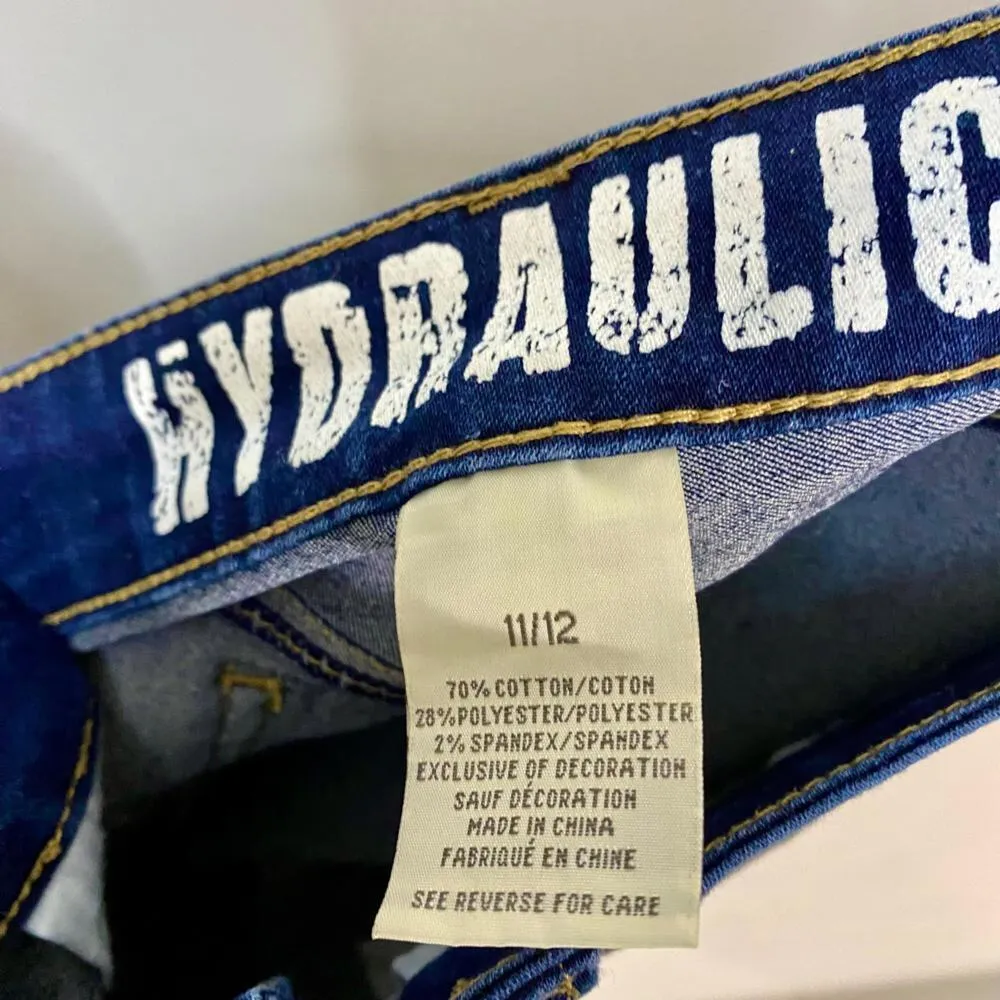 HYDRAULIC
11/12
70% COTTON/COTON
28% POLYESTER/POLYESTER
2% SPANDEX/SPANDEX
EXCLUSIVE OF DECORATION
SAUF DÉCORATION
MADE IN CHINA
FABRIQUÉ EN CHINE
SEE REVERSE FOR CARE